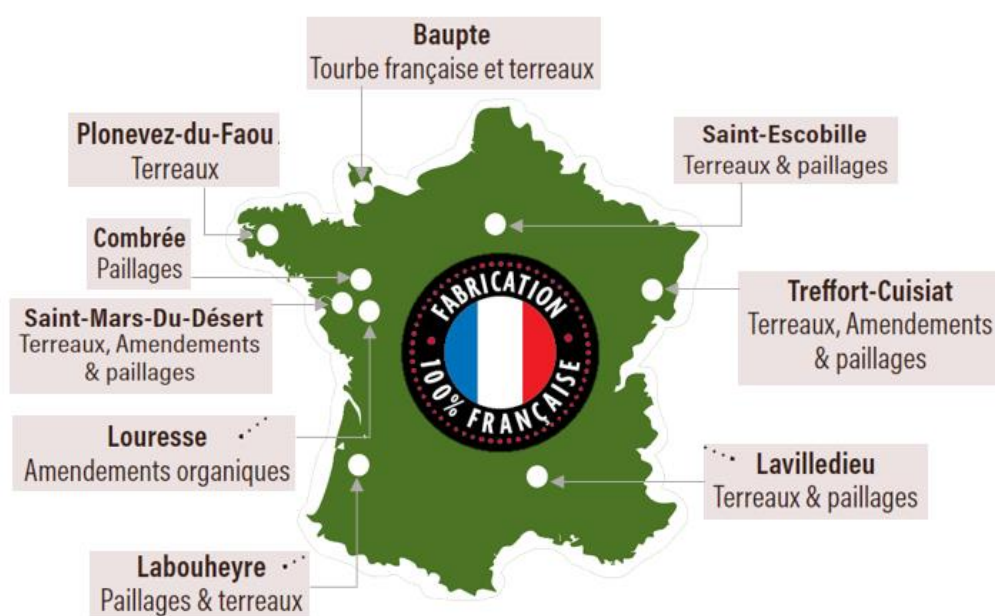 Baupte
Tourbe française et terreaux
Plonevez-du-Faou
Terreaux
Saint-Escobille
Terreaux & paillages
Combrée
Paillages
Saint-Mars-Du-Désert
Terreaux, Amendements
& paillages
FABRICATION
100% FRANÇAISE
Treffort-Cuisiat
Terreaux, Amendements
& paillages
Louresse
Amendements organiques
Lavilledieu
Terreaux & paillages
Labouheyre
Paillages & terreaux